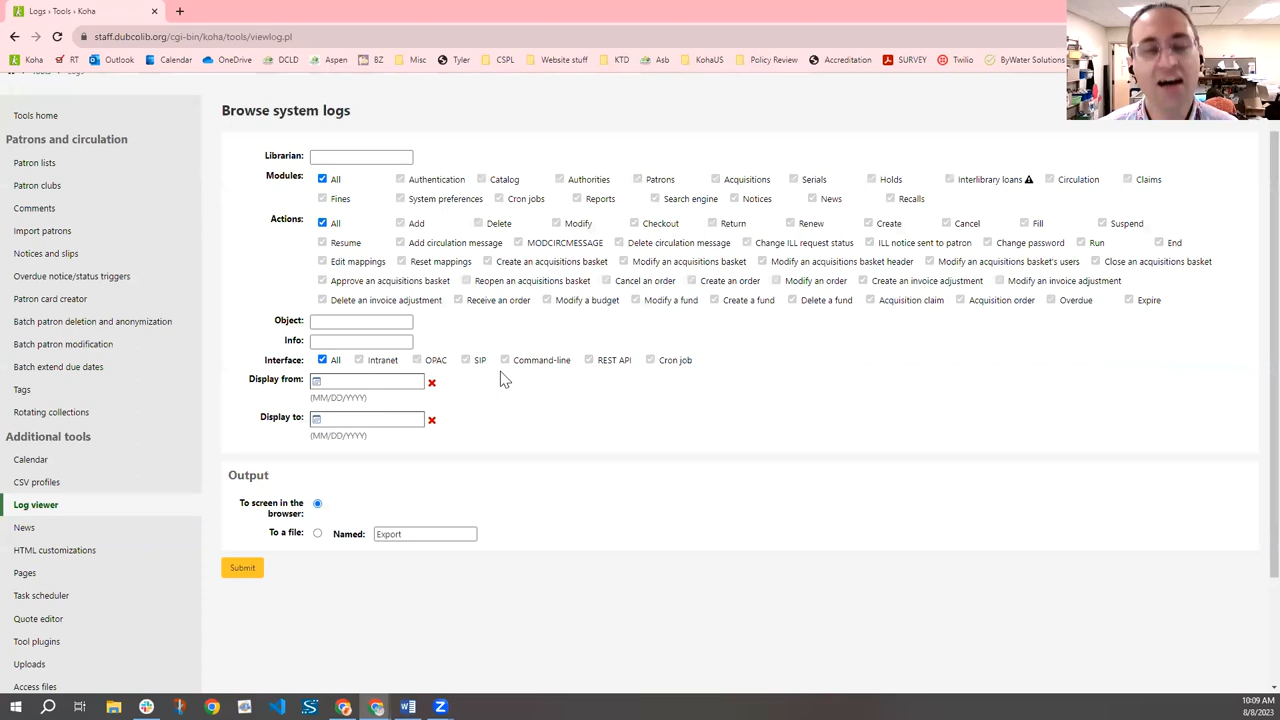 Logs › Tools › Koha
staff.dubcolib.org/cgi-bin/koha/tools/viewlog.pl
Koha RT Outlook Calendar OneDrive DCLD Aspen Misc Tyler CSPL Website stuff KTD Asb KohaUS Policy Review Accreditation SURVEY Twilio ByWater Solutions
Tools Logs
Tools home
Patrons and circulation
Patron lists
Patron clubs
Comments
Import patrons
Notices and slips
Overdue notice/status triggers
Patron card creator
Batch patron deletion and anonymization
Batch patron modification
Batch extend due dates
Tags
Rotating collections
Additional tools
Calendar
CSV profiles
Log viewer
News
HTML customizations
Pages
Task scheduler
Quote editor
Tool plugins
Uploads
Access files
Browse system logs
Librarian:
Modules: All Authentication Catalog Authorities Patrons Acquisitions Serials Holds Interlibrary loans Circulation Claims
Fines System preferences Cron jobs Reports Search engine Notices News Recalls
Actions: All Add Delete Modify Checkout Return Renew Create Cancel Fill Suspend
Resume Add circulation message MODCIRCMESSAGE Delete circulation message Change ILL request status ILL notice sent to patron Change password Run End
Edit mappings Reset mappings Create an acquisitions basket Modify an acquisitions basket Modify an acquisitions basket header Modify an acquisitions basket's users Close an acquisitions basket
Approve an acquisitions basket Reopen an acquisitions basket Cancel an order Create an order Modify an order Create an invoice adjustment Modify an invoice adjustment
Delete an invoice adjustment Receive an order Modify a budget Modify a fund Create a fund Delete a fund Acquisition claim Acquisition order Overdue Expire
Object:
Info:
Interface: All Intranet OPAC SIP Command-line REST API Cron job
Display from:
(MM/DD/YYYY)
Display to:
(MM/DD/YYYY)
Output
To screen in the
browser:
To a file: Named: Export
Submit
10:09 AM
8/8/2023